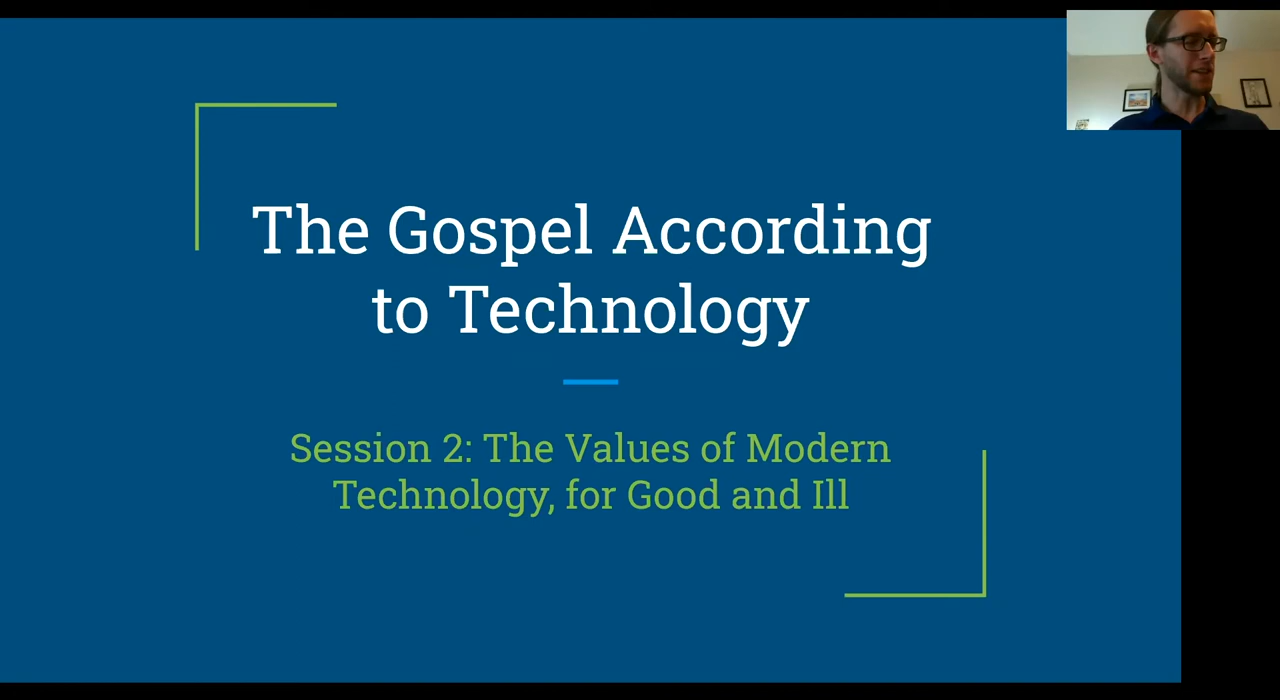 The Gospel According
to Technology
Session 2: The Values of Modern
Technology, for Good and Ill